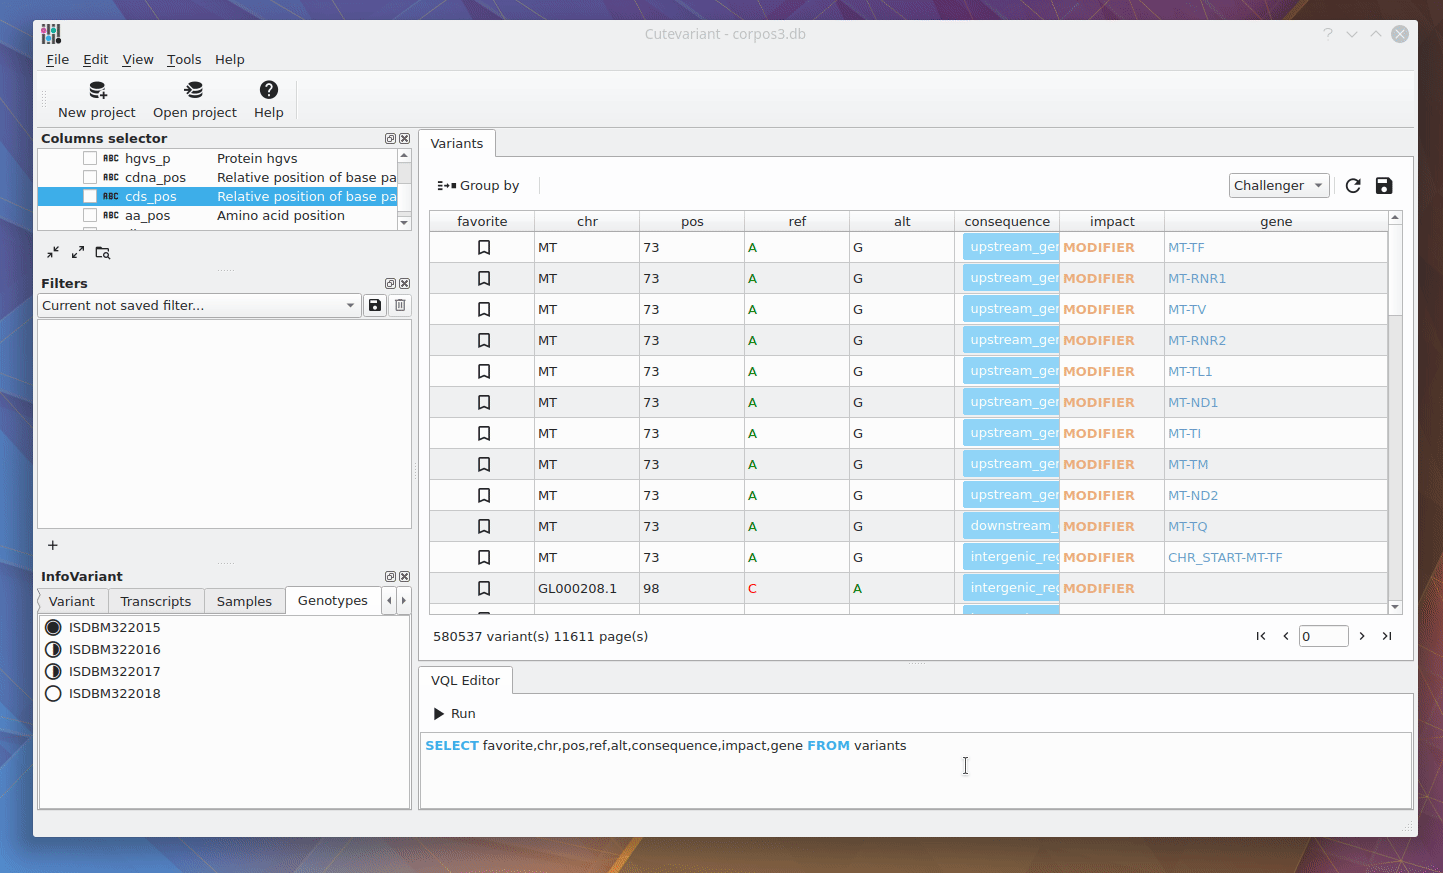 Cutevariant - corpos3.db
File Edit View Tools Help
New project Open project Help
Columns selector
ABC hgvs_p Protein hgvs
ABC cdna_pos Relative position of base pa
ABC cds_pos Relative position of base pa
ABC aa_pos Amino acid position
Filters
Current not saved filter...
+
InfoVariant
Variant Transcripts Samples Genotypes
ISDBM322015
ISDBM322016
ISDBM322017
ISDBM322018
Variants
Group by Challenger
favorite chr pos ref alt consequence impact gene
MT 73 A G upstream_ger MODIFIER MT-TF
MT 73 A G upstream_ger MODIFIER MT-RNR1
MT 73 A G upstream_ger MODIFIER MT-TV
MT 73 A G upstream_ger MODIFIER MT-RNR2
MT 73 A G upstream_ger MODIFIER MT-TL1
MT 73 A G upstream_ger MODIFIER MT-ND1
MT 73 A G upstream_ger MODIFIER MT-TI
MT 73 A G upstream_ger MODIFIER MT-TM
MT 73 A G upstream_ger MODIFIER MT-ND2
MT 73 A G downstream_ MODIFIER MT-TQ
MT 73 A G intergenic_reg MODIFIER CHR_START-MT-TF
GL000208.1 98 C A intergenic_reg MODIFIER
580537 variant(s) 11611 page(s) 0
VQL Editor
Run
SELECT favorite,chr,pos,ref,alt,consequence,impact,gene FROM variants